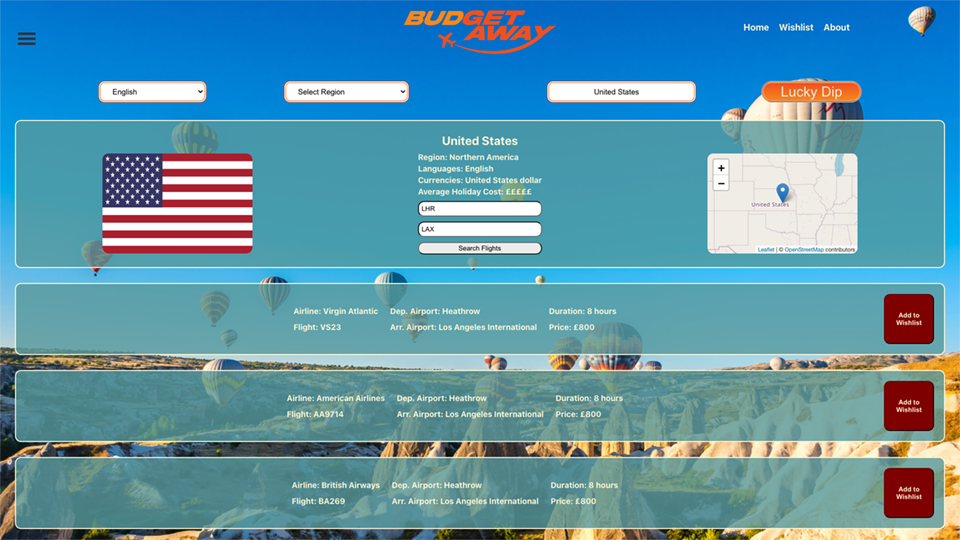 BUDGET
AWAY
Home Wishlist About
English Select Region United States Lucky Dip
United States
Region: Northern America
Languages: English
Currencies: United States dollar
Average Holiday Cost: £££££
LHR
LAX
Search Flights
+
−
United States
Leaflet | © OpenStreetMap contributors
Airline: Virgin Atlantic Dep. Airport: Heathrow Duration: 8 hours
Flight: VS23 Arr. Airport: Los Angeles International Price: £800
Add to
Wishlist
Airline: American Airlines Dep. Airport: Heathrow Duration: 8 hours
Flight: AA9714 Arr. Airport: Los Angeles International Price: £800
Add to
Wishlist
Airline: British Airways Dep. Airport: Heathrow Duration: 8 hours
Flight: BA269 Arr. Airport: Los Angeles International Price: £800
Add to
Wishlist